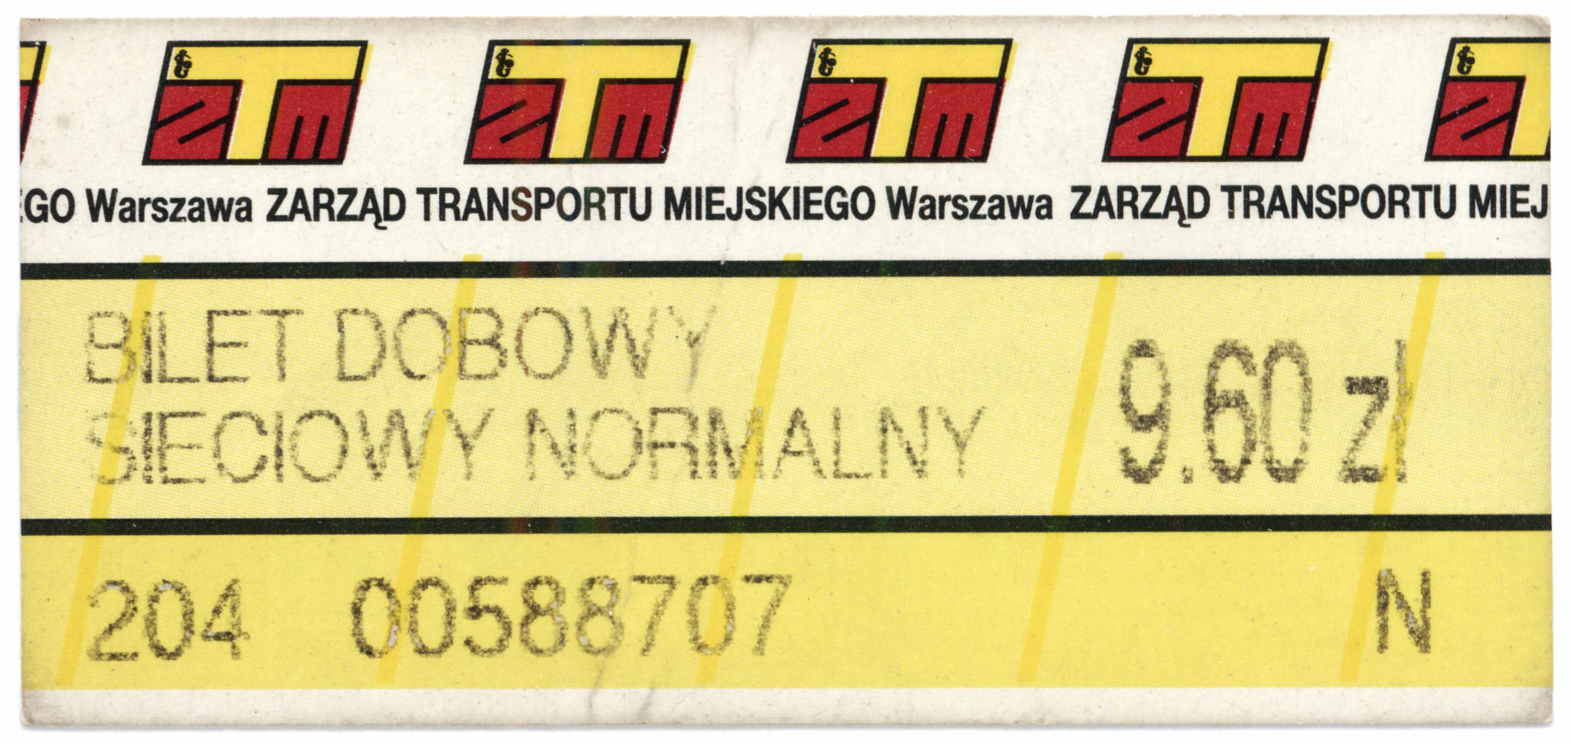 ZTM ZTM ZTM ZTM Z
GO Warszawa ZARZĄD TRANSPORTU MIEJSKIEGO Warszawa ZARZĄD TRANSPORTU MIEJ
BILET DOBOWY
SIECIOWY NORMALNY
9.60 zł
204 00588707 N